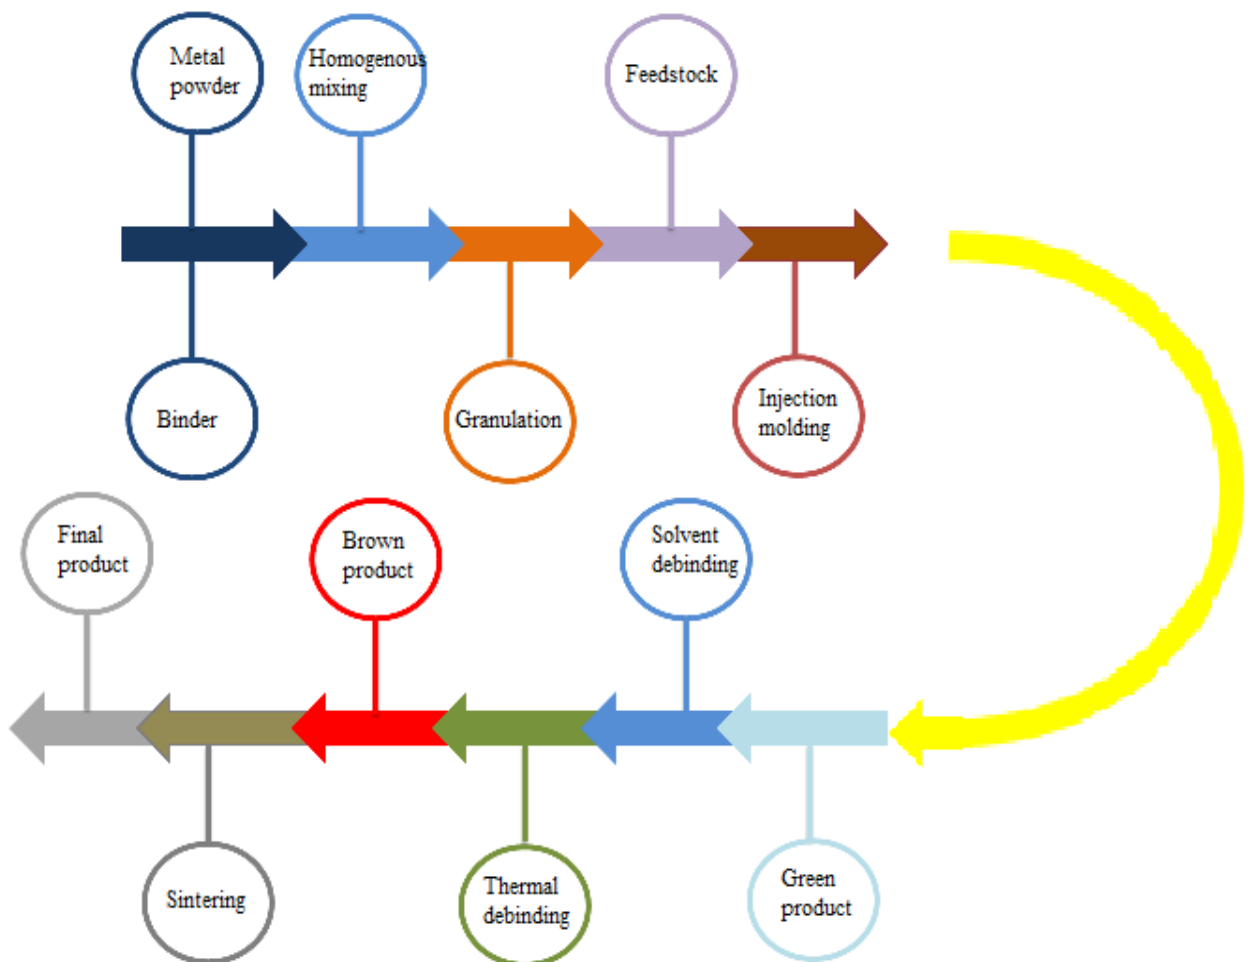 Metal
powder
Homogenous
mixing
Feedstock
Binder
Granulation
Injection
molding
Final
product
Brown
product
Solvent
debinding
Sintering
Thermal
debinding
Green
product